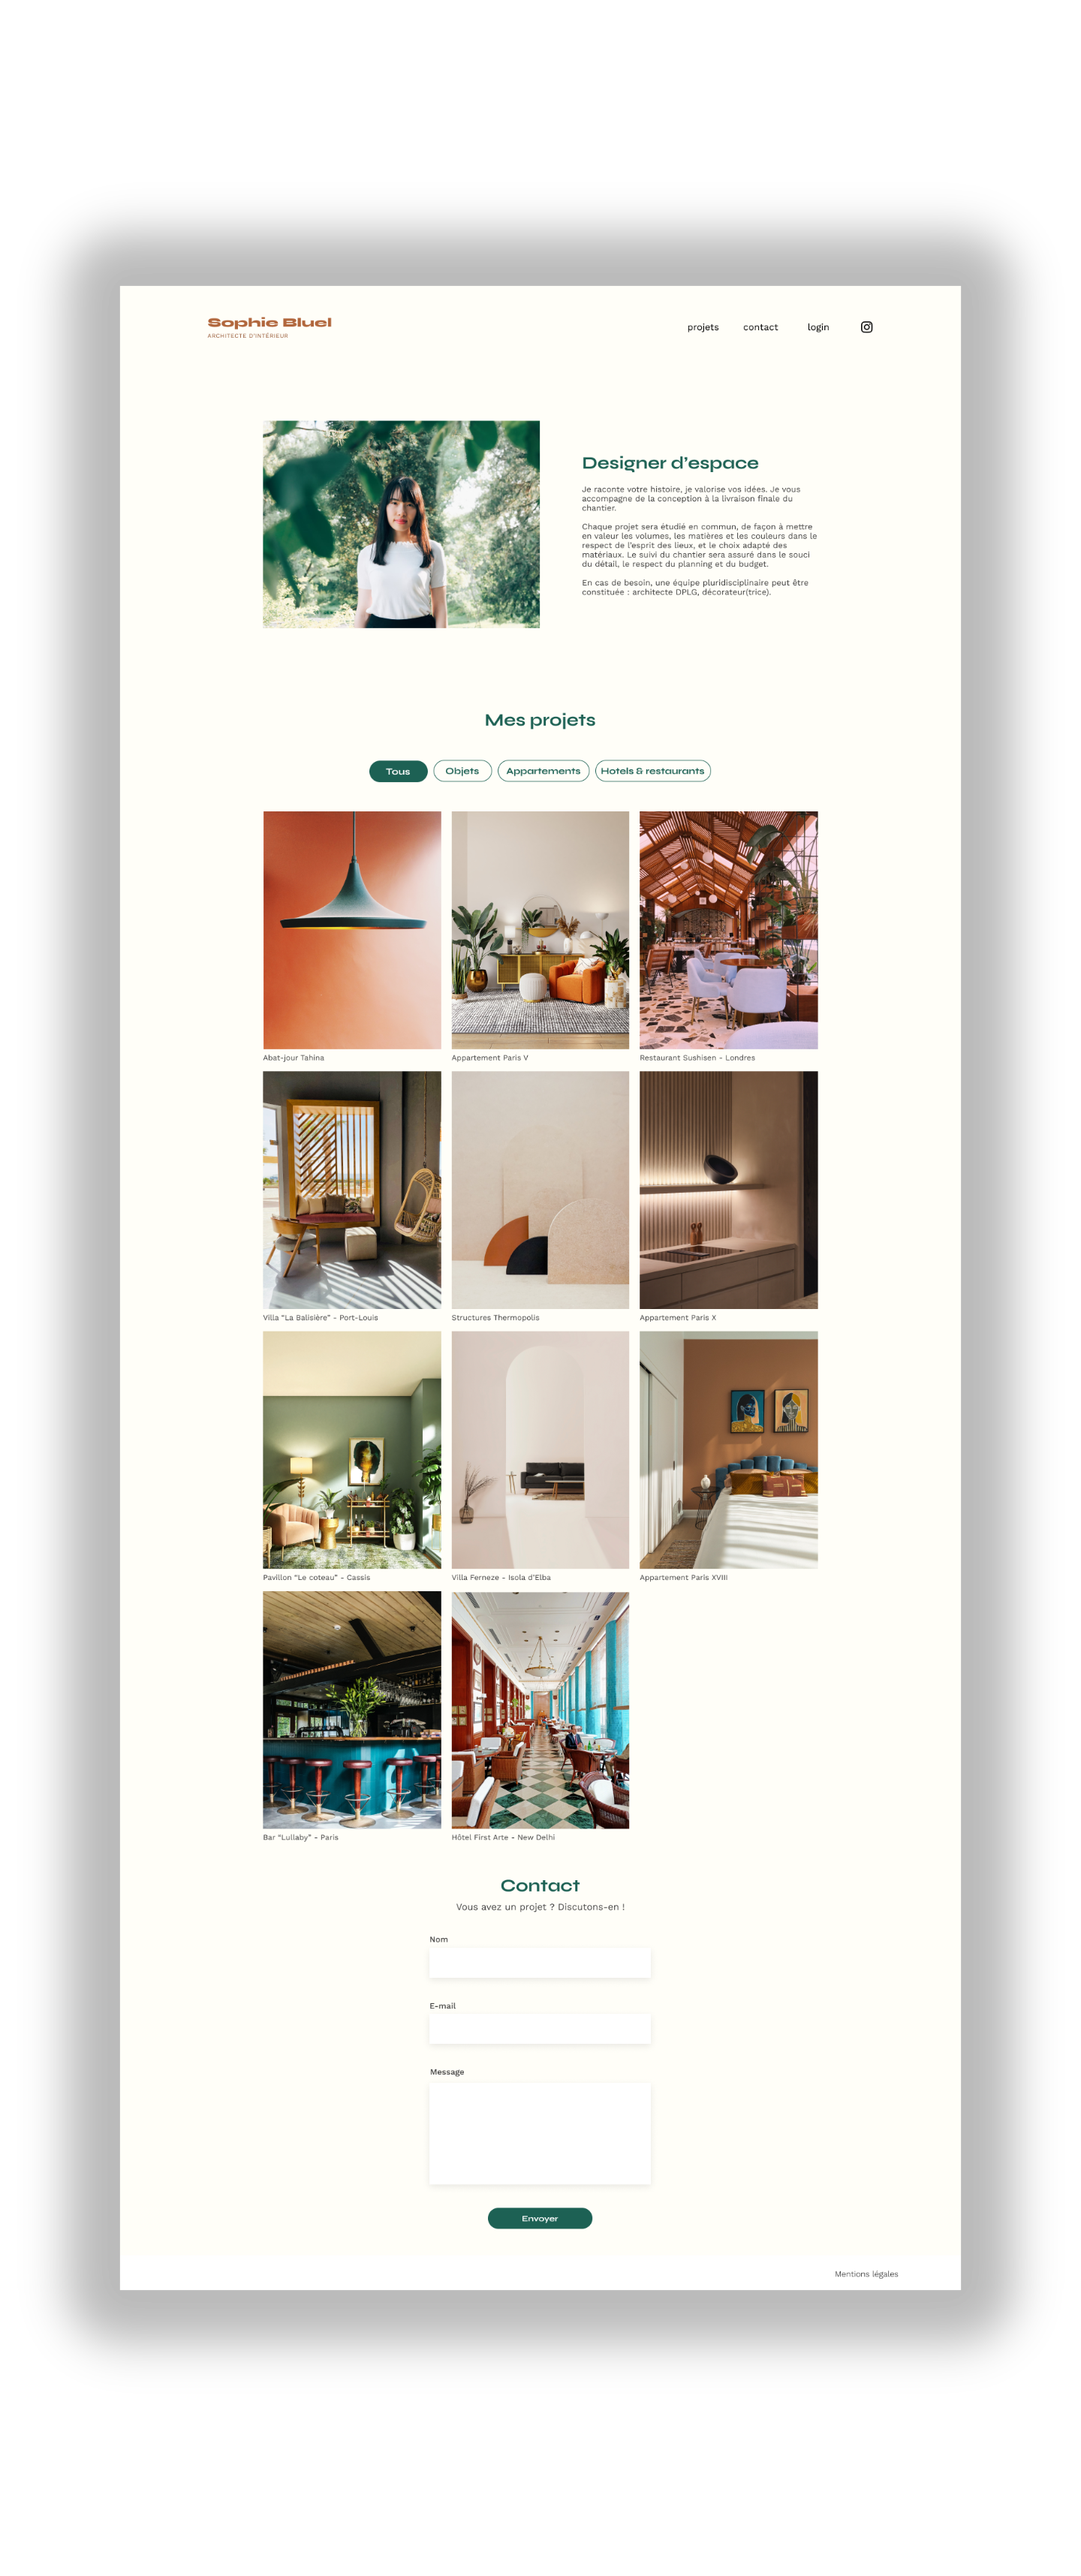 Sophie Bluel
ARCHITECTE D'INTÉRIEUR
projets
contact
login
Designer d'espace
Je raconte votre histoire, je valorise vos idées. Je vous
accompagne de la conception à la livraison finale du
chantier.
Chaque projet sera étudié en commun, de façon à mettre
en valeur les volumes, les matières et les couleurs dans le
respect de l'esprit des lieux, et le choix adapté des
matériaux. Le suivi du chantier sera assuré dans le souci
du détail, le respect du planning et du budget.
En cas de besoin, une équipe pluridisciplinaire peut être
constituée : architecte DPLG, décorateur(trice).
Mes projets
Tous
Objets
Appartements
Hotels & restaurants
Abat-jour Tahina
Appartement Paris V
Restaurant Sushisen - Londres
Villa “La Balisière” - Port-Louis
Structures Thermopolis
Appartement Paris X
Pavillon “Le coteau” - Cassis
Villa Ferneze - Isola d'Elba
Appartement Paris XVIII
Bar “Lullaby” - Paris
Hôtel First Arte - New Delhi
Contact
Vous avez un projet ? Discutons-en !
Nom
E-mail
Message
Envoyer
Mentions légales